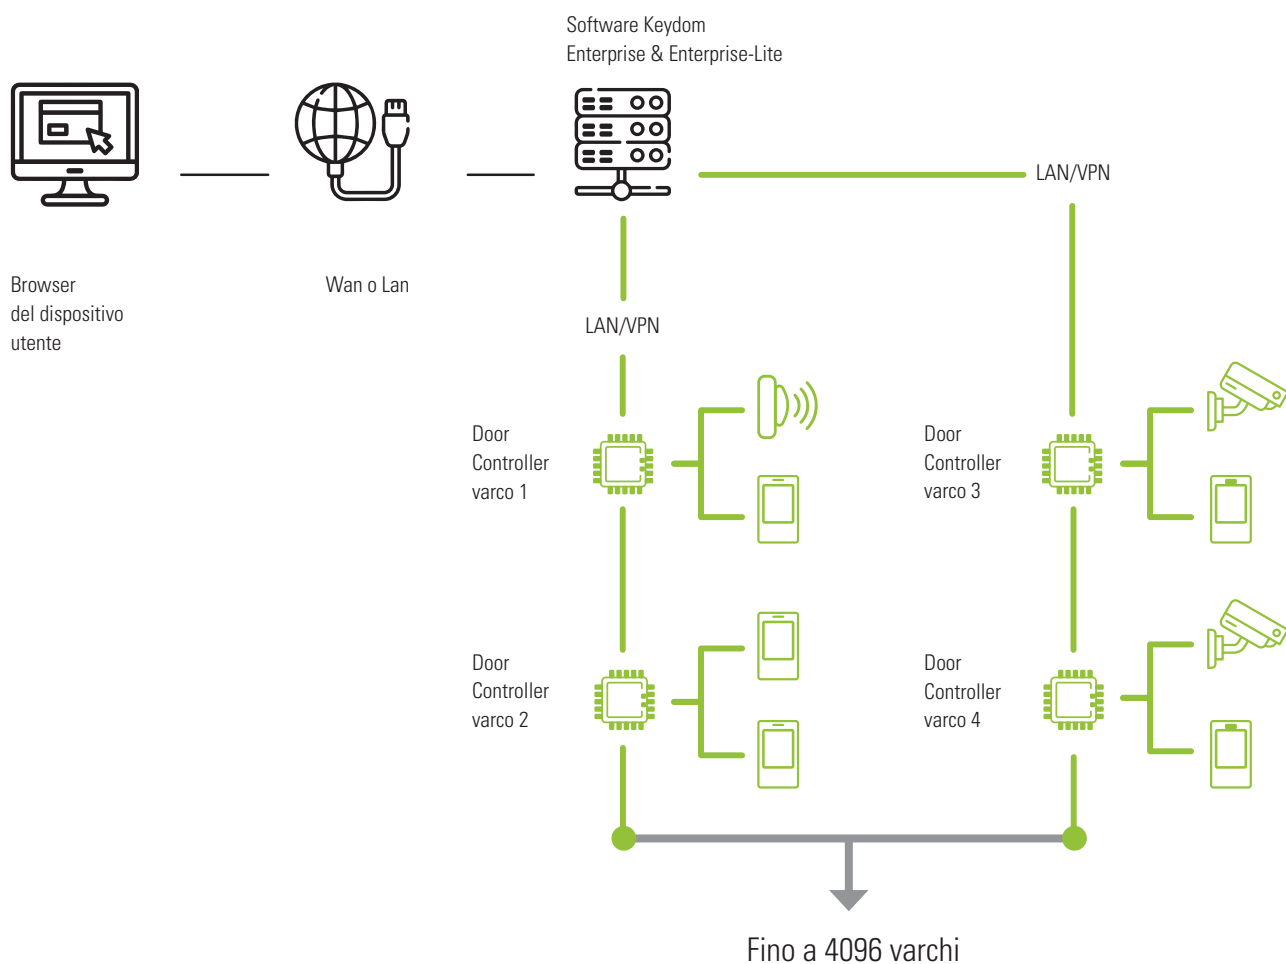 Software Keydom
Enterprise & Enterprise-Lite
LAN/VPN
Browser
del dispositivo
utente
Wan o Lan
LAN/VPN
Door
Controller
varco 1
Door
Controller
varco 3
Door
Controller
varco 2
Door
Controller
varco 4
Fino a 4096 varchi